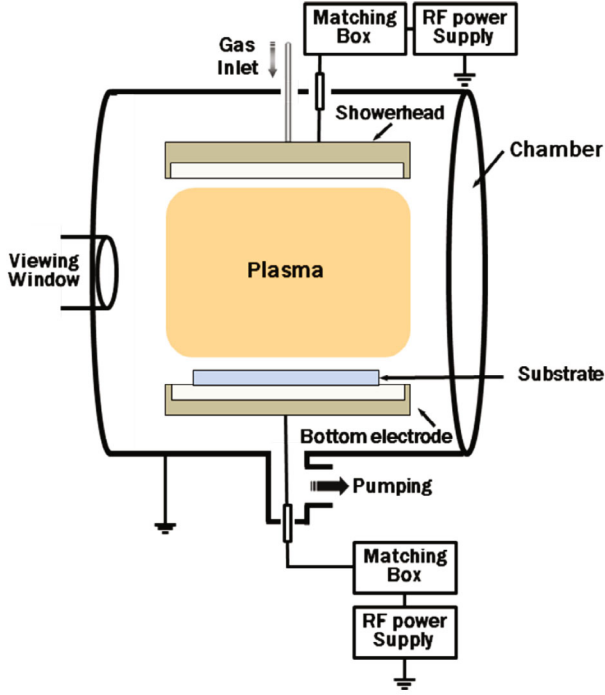 Matching
Box
RF power
Supply
Gas
Inlet
Showerhead
Chamber
Viewing
Window
Plasma
Substrate
Bottom electrode
Pumping
Matching
Box
RF power
Supply